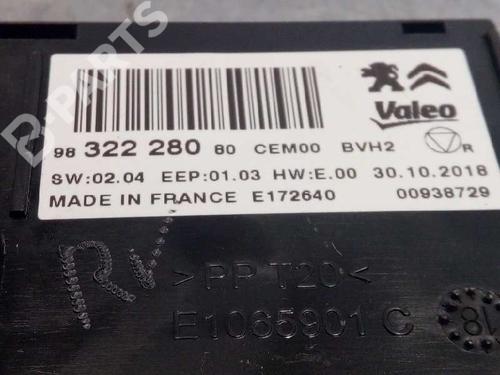 B-PARTS
Valeo
98 322 280 80 CEM00 BVH2 R
SW:02.04 EEP:01.03 HW:E.00 30.10.2018
MADE IN FRANCE E172640 00938729
RV
>PP T20<
E1065901 C